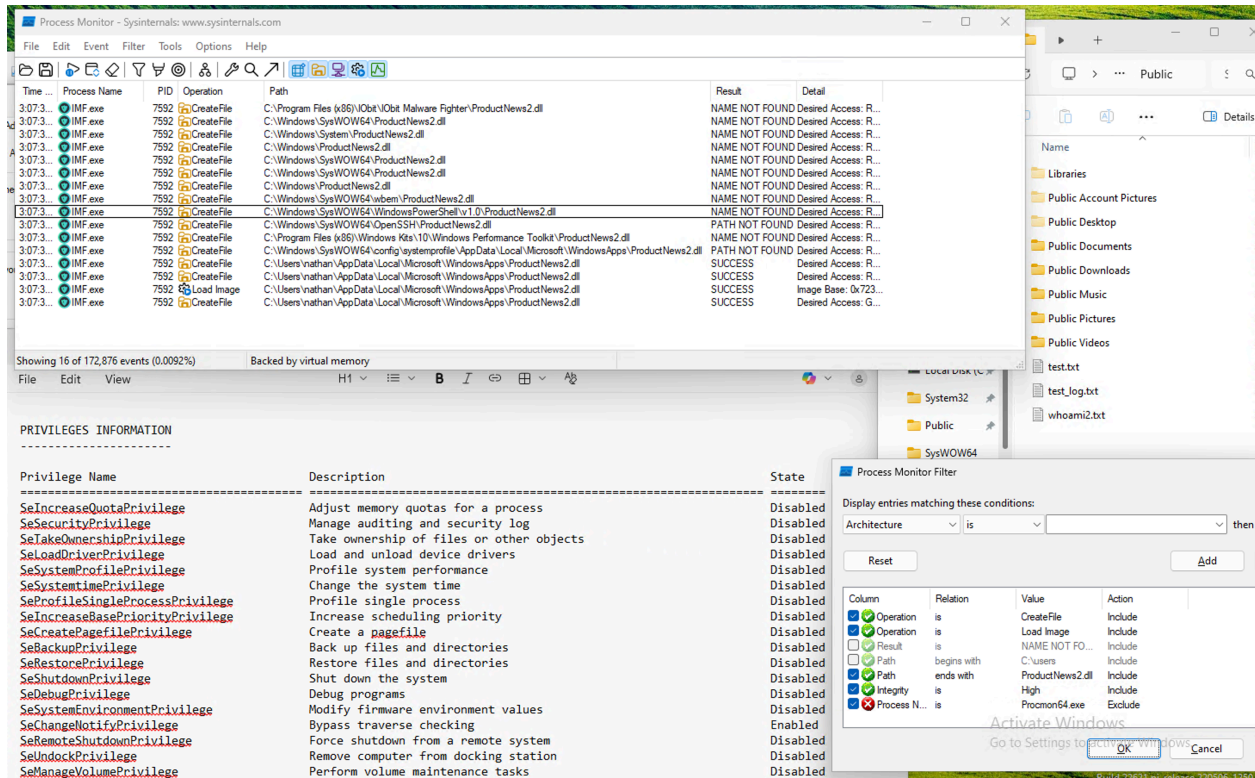 Process Monitor - Sysinternals: www.sysinternals.com
File Edit Event Filter Tools Options Help
Time ... Process Name PID Operation Path Result Detail
3:07:3... IMF.exe 7592 CreateFile C:\Program Files (x86)\IObit\IObit Malware Fighter\ProductNews2.dll NAME NOT FOUND Desired Access: R...
3:07:3... IMF.exe 7592 CreateFile C:\Windows\SysWOW64\ProductNews2.dll NAME NOT FOUND Desired Access: R...
3:07:3... IMF.exe 7592 CreateFile C:\Windows\System\ProductNews2.dll NAME NOT FOUND Desired Access: R...
3:07:3... IMF.exe 7592 CreateFile C:\Windows\ProductNews2.dll NAME NOT FOUND Desired Access: R...
3:07:3... IMF.exe 7592 CreateFile C:\Windows\SysWOW64\ProductNews2.dll NAME NOT FOUND Desired Access: R...
3:07:3... IMF.exe 7592 CreateFile C:\Windows\System\ProductNews2.dll NAME NOT FOUND Desired Access: R...
3:07:3... IMF.exe 7592 CreateFile C:\Windows\ProductNews2.dll NAME NOT FOUND Desired Access: R...
3:07:3... IMF.exe 7592 CreateFile C:\Windows\SysWOW64\wbem\ProductNews2.dll NAME NOT FOUND Desired Access: R...
3:07:3... IMF.exe 7592 CreateFile C:\Windows\SysWOW64\WindowsPowerShell\v1.0\ProductNews2.dll NAME NOT FOUND Desired Access: R...
3:07:3... IMF.exe 7592 CreateFile C:\Windows\SysWOW64\OpenSSH\ProductNews2.dll PATH NOT FOUND Desired Access: R...
3:07:3... IMF.exe 7592 CreateFile C:\Program Files (x86)\Windows Kits\10\Windows Performance Toolkit\ProductNews2.dll NAME NOT FOUND Desired Access: R...
3:07:3... IMF.exe 7592 CreateFile C:\Windows\SysWOW64\config\systemprofile\AppData\Local\Microsoft\WindowsApps\ProductNews2.dll PATH NOT FOUND Desired Access: R...
3:07:3... IMF.exe 7592 CreateFile C:\Users\nathan\AppData\Local\Microsoft\WindowsApps\ProductNews2.dll SUCCESS Desired Access: R...
3:07:3... IMF.exe 7592 CreateFile C:\Users\nathan\AppData\Local\Microsoft\WindowsApps\ProductNews2.dll SUCCESS Desired Access: R...
3:07:3... IMF.exe 7592 Load Image C:\Users\nathan\AppData\Local\Microsoft\WindowsApps\ProductNews2.dll SUCCESS Image Base: 0x723...
3:07:3... IMF.exe 7592 CreateFile C:\Users\nathan\AppData\Local\Microsoft\WindowsApps\ProductNews2.dll SUCCESS Desired Access: G...
Showing 16 of 172,876 events (0.0092%) Backed by virtual memory
Public
Details
Name
Libraries
Public Account Pictures
Public Desktop
Public Documents
Public Downloads
Public Music
Public Pictures
Public Videos
test.txt
test_log.txt
whoami2.txt
Local Disk (C
System32
Public
SysWOW64
File Edit View H1 B I
PRIVILEGES INFORMATION
----------------------
Privilege Name Description State
SeIncreaseQuotaPrivilege Adjust memory quotas for a process Disabled
SeSecurityPrivilege Manage auditing and security log Disabled
SeTakeOwnershipPrivilege Take ownership of files or other objects Disabled
SeLoadDriverPrivilege Load and unload device drivers Disabled
SeSystemProfilePrivilege Profile system performance Disabled
SeSystemtimePrivilege Change the system time Disabled
SeProfileSingleProcessPrivilege Profile single process Disabled
SeIncreaseBasePriorityPrivilege Increase scheduling priority Disabled
SeCreatePagefilePrivilege Create a pagefile Disabled
SeBackupPrivilege Back up files and directories Disabled
SeRestorePrivilege Restore files and directories Disabled
SeShutdownPrivilege Shut down the system Disabled
SeDebugPrivilege Debug programs Disabled
SeSystemEnvironmentPrivilege Modify firmware environment values Disabled
SeChangeNotifyPrivilege Bypass traverse checking Enabled
SeRemoteShutdownPrivilege Force shutdown from a remote system Disabled
SeUndockPrivilege Remove computer from docking station Disabled
SeManageVolumePrivilege Perform volume maintenance tasks Disabled
Process Monitor Filter
Display entries matching these conditions:
Architecture is then
Reset Add
Column Relation Value Action
Operation is CreateFile Include
Operation is Load Image Include
Result is NAME NOT FO... Include
Path begins with C:\users Include
Path ends with ProductNews2.dll Include
Integrity is High Include
Process N... is Procmon64.exe Exclude
Activate Windows
Go to Settings to activate Windows.
OK Cancel